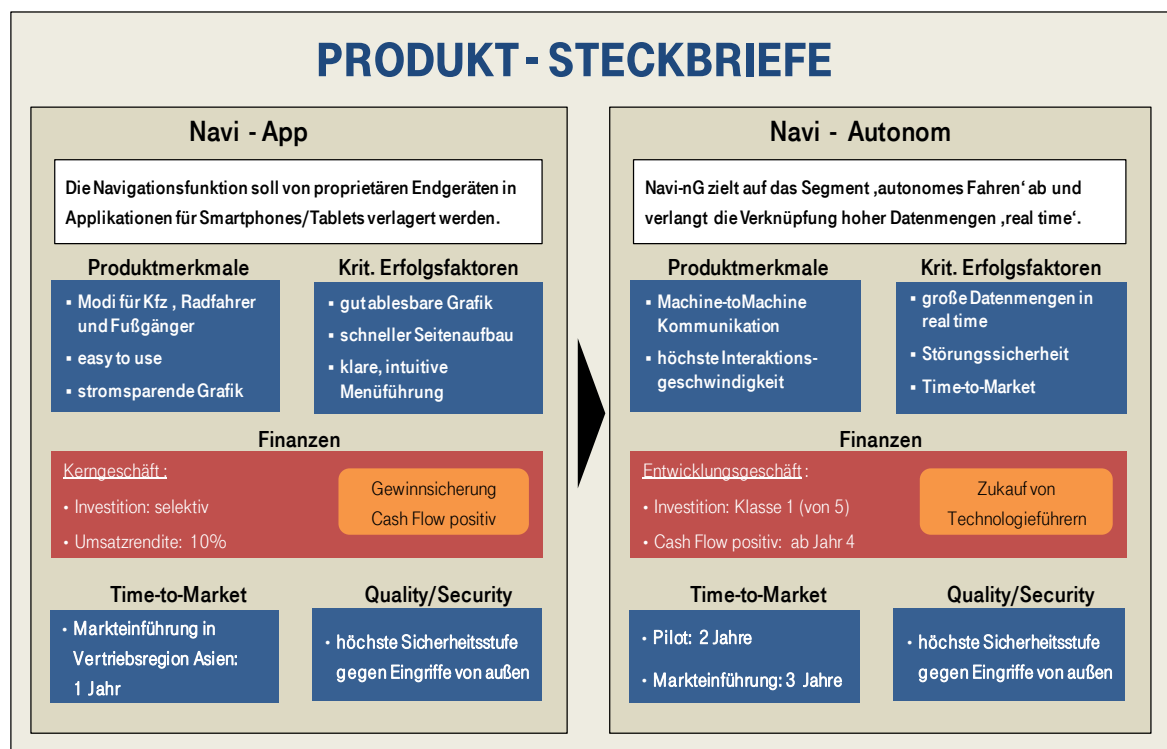 PRODUKT - STECKBRIEFE
Navi - App
Die Navigationsfunktion soll von proprietären Endgeräten in
Applikationen für Smartphones/Tablets verlagert werden.
Produktmerkmale
▪ Modi für Kfz , Radfahrer
und Fußgänger
▪ easy to use
▪ stromsparende Grafik
Krit. Erfolgsfaktoren
▪ gut ablesbare Grafik
▪ schneller Seitenaufbau
▪ klare, intuitive
Menüführung
Finanzen
Kerngeschäft :
• Investition: selektiv
• Umsatzrendite: 10%
Gewinnsicherung
Cash Flow positiv
Time-to-Market
• Markteinführung in
Vertriebsregion Asien:
1 Jahr
Quality/Security
• höchste Sicherheitsstufe
gegen Eingriffe von außen
Navi - Autonom
Navi-nG zielt auf das Segment ‚autonomes Fahren‘ ab und
verlangt die Verknüpfung hoher Datenmengen ‚real time‘.
Produktmerkmale
▪ Machine-toMachine
Kommunikation
▪ höchste Interaktions-
geschwindigkeit
Krit. Erfolgsfaktoren
▪ große Datenmengen in
real time
▪ Störungssicherheit
▪ Time-to-Market
Finanzen
Entwicklungsgeschäft :
• Investition: Klasse 1 (von 5)
• Cash Flow positiv: ab Jahr 4
Zukauf von
Technologieführern
Time-to-Market
• Pilot: 2 Jahre
• Markteinführung: 3 Jahre
Quality/Security
• höchste Sicherheitsstufe
gegen Eingriffe von außen